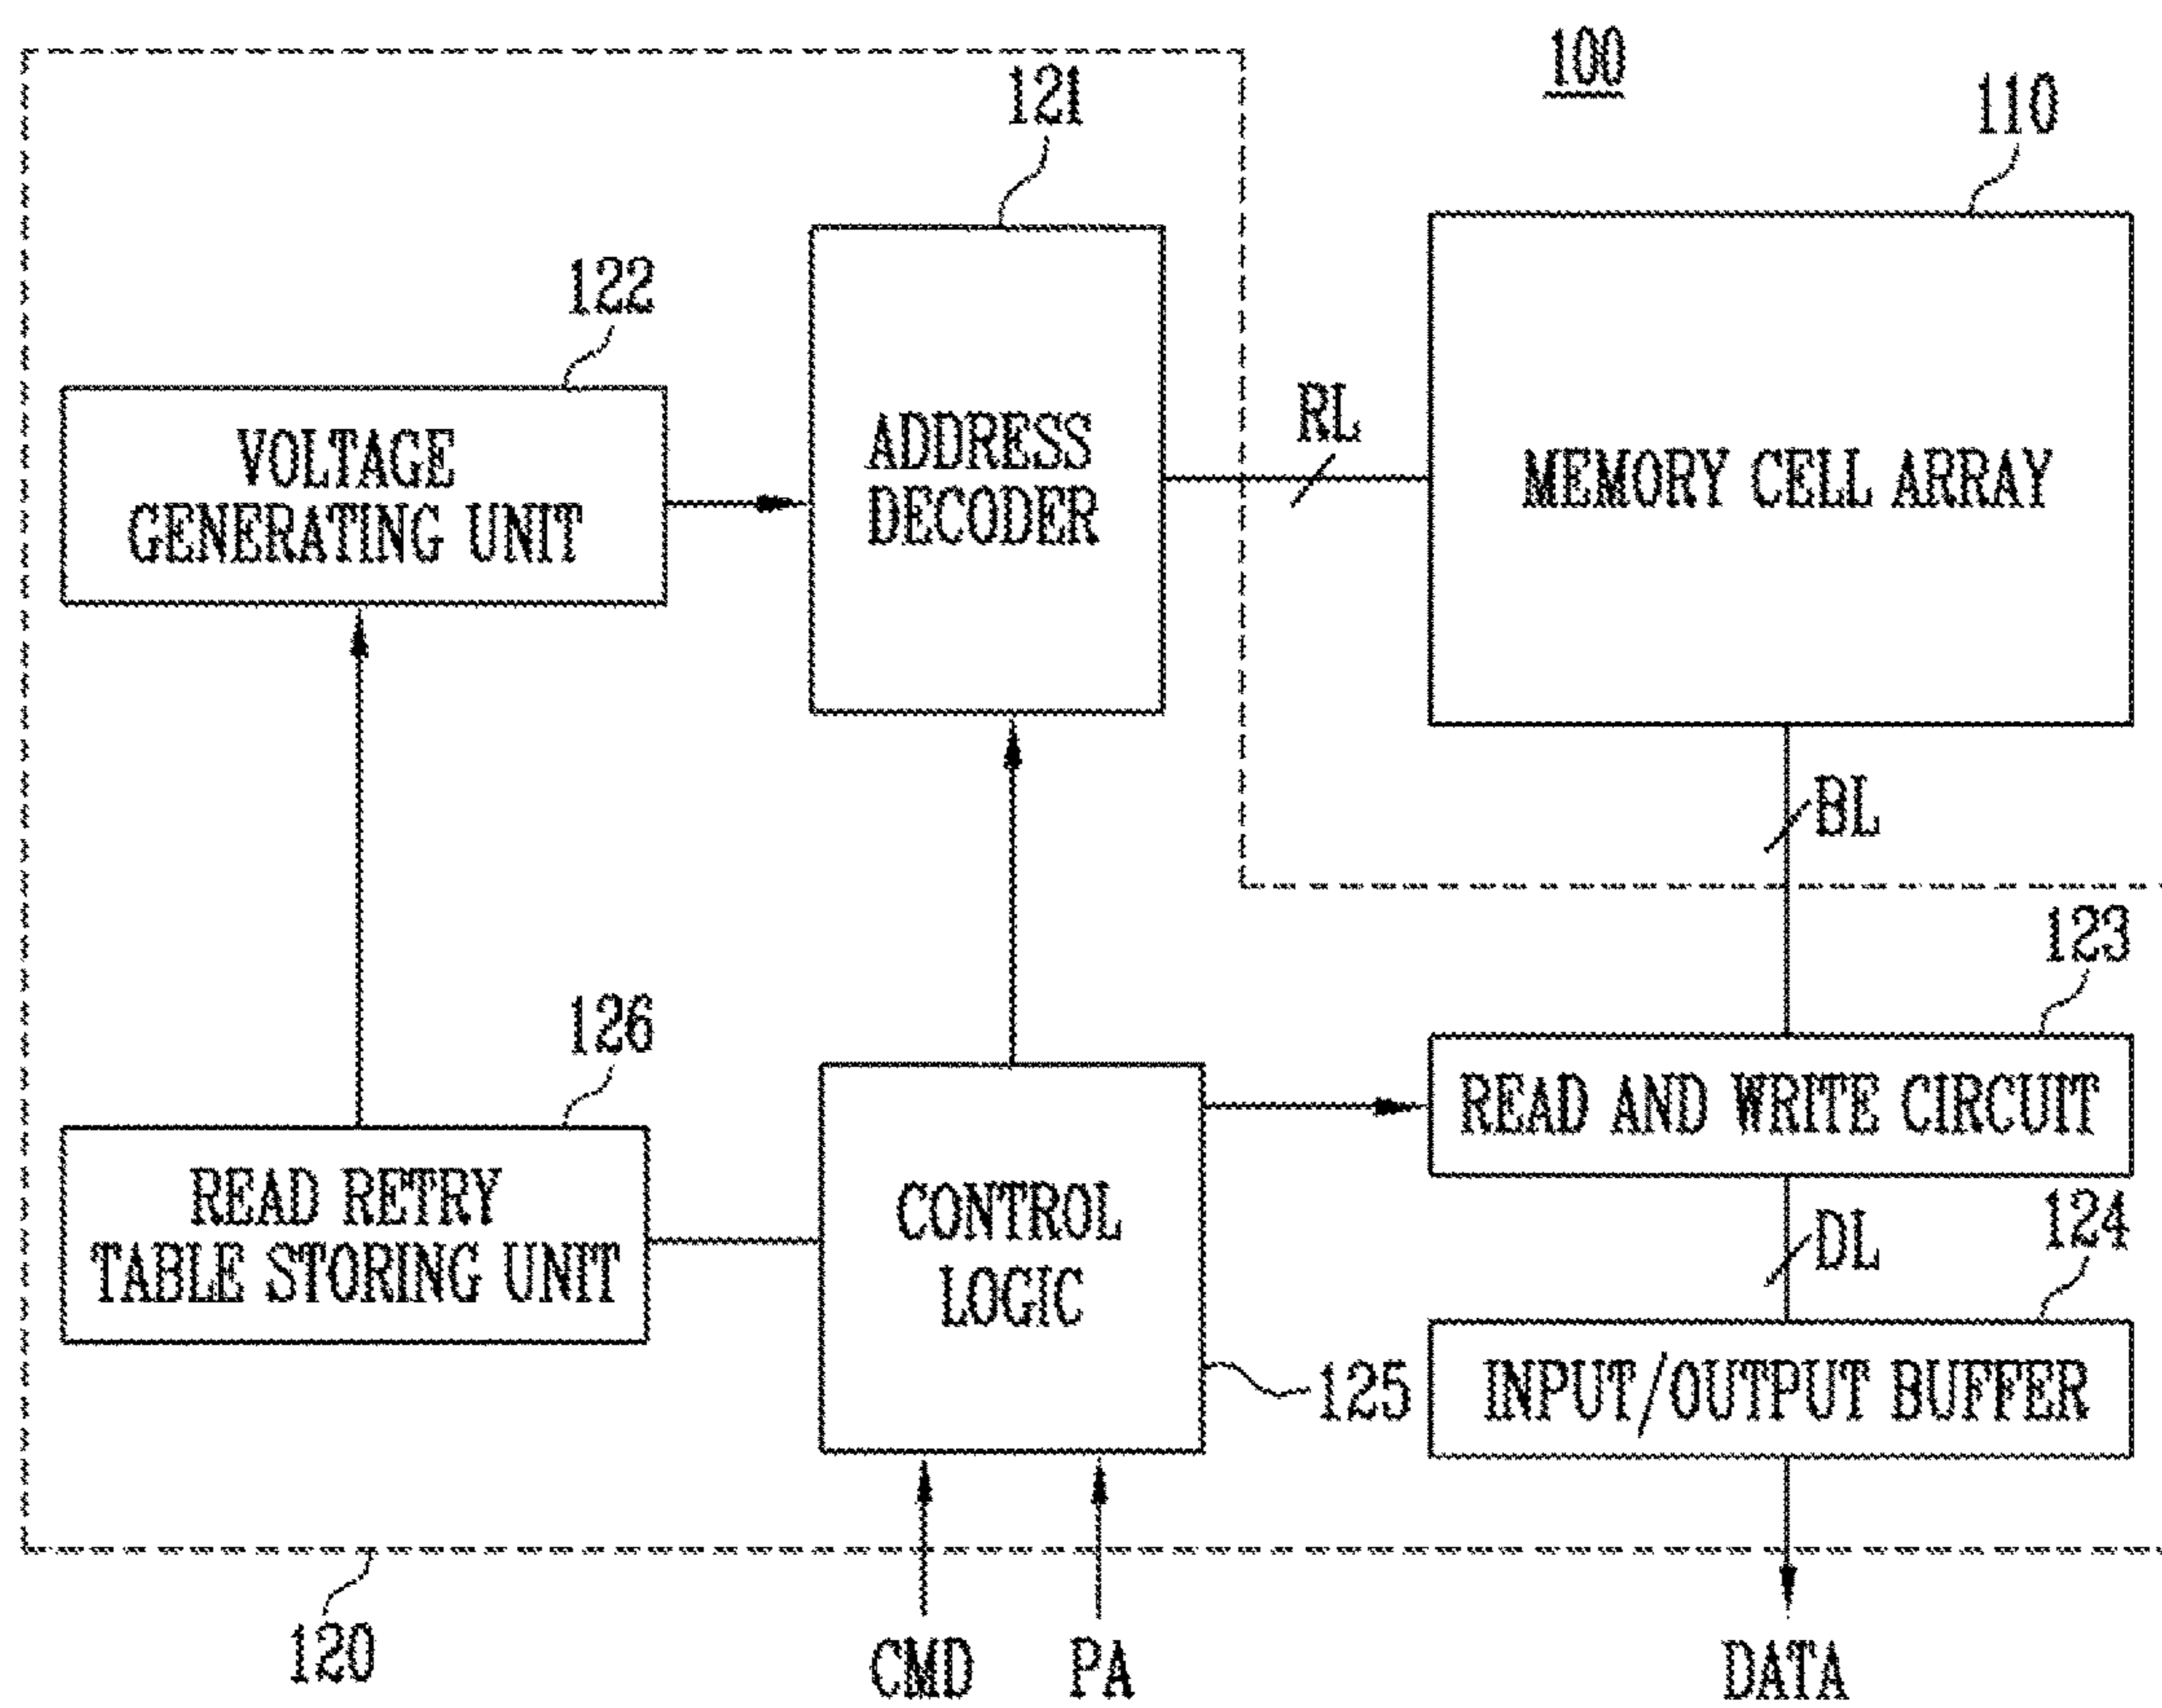 100
121
110
122
VOLTAGE
GENERATING UNIT
ADDRESS
DECODER
RL
MEMORY CELL ARRAY
BL
123
126
READ RETRY
TABLE STORING UNIT
CONTROL
LOGIC
READ AND WRITE CIRCUIT
DL
124
125
INPUT/OUTPUT BUFFER
120
CMD
PA
DATA